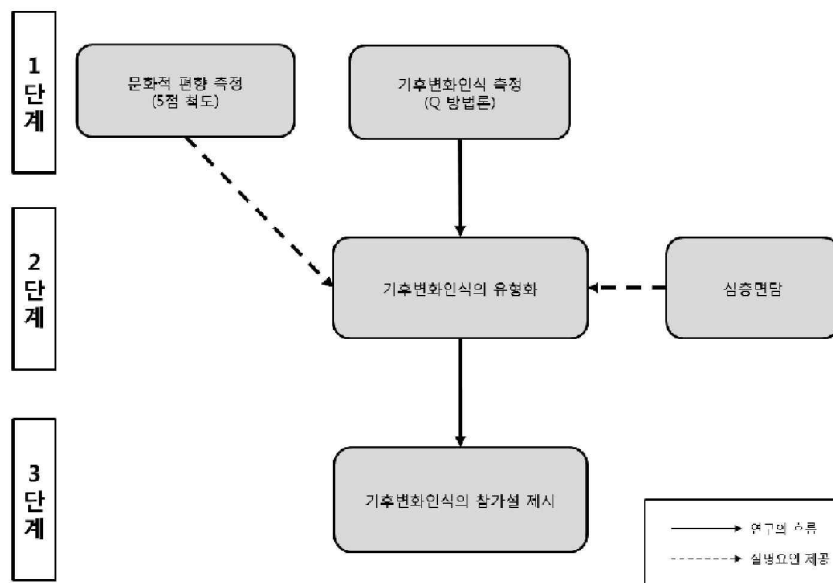 1
단
계
문화적 편향 측정
(5점 척도)
기후변화인식 측정
(Q 방법론)
2
단
계
기후변화인식의 유형화
심층면담
3
단
계
기후변화인식의 참가설 제시
연구의 흐름
설명요인 제공